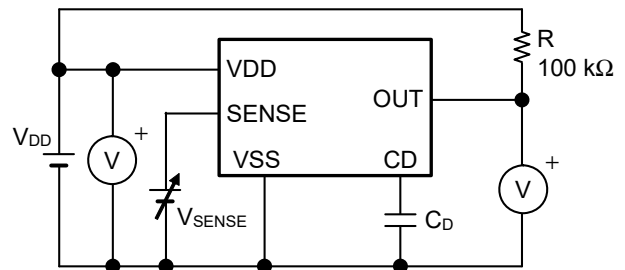 R
100 kΩ
VDD
OUT
SENSE
VDD
V
+
VSS
CD
+
V
VSENSE
CD